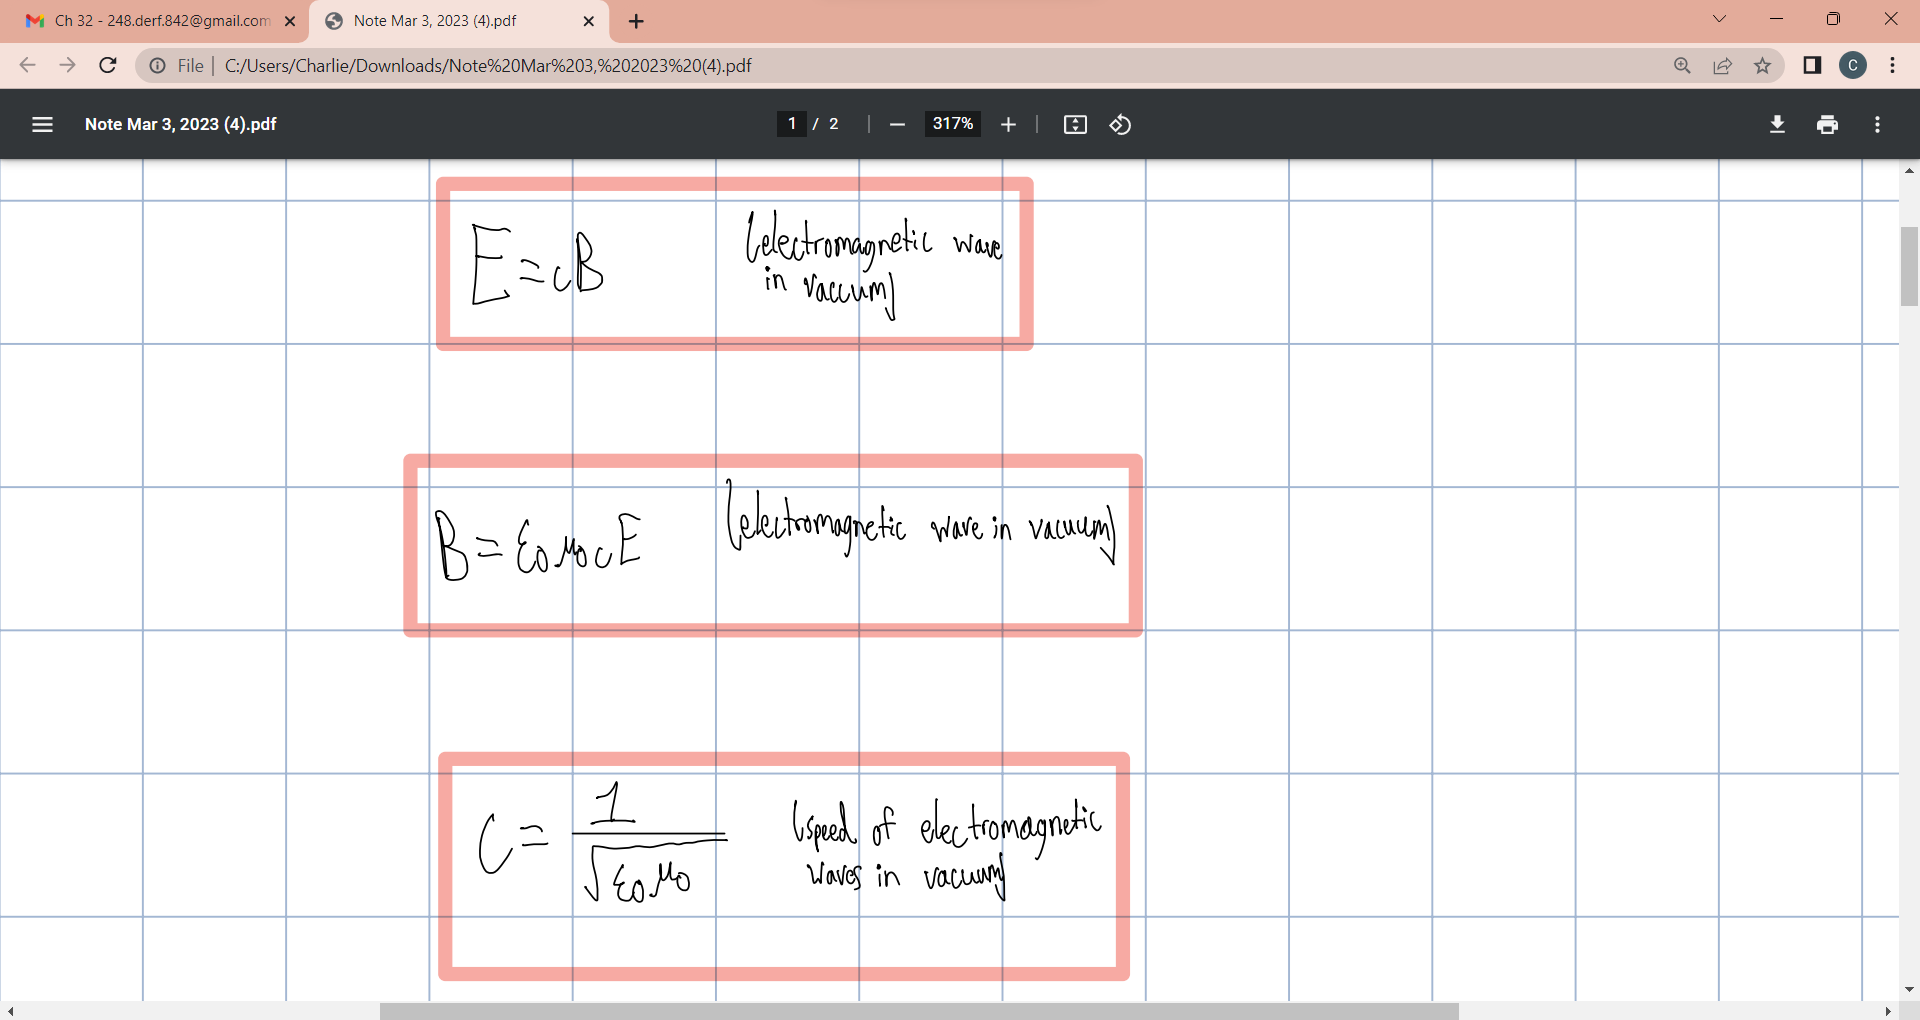 Ch 32 - 248.derf.842@gmail.com
Note Mar 3, 2023 (4).pdf
File | C:/Users/Charlie/Downloads/Note%20Mar%203,%202023%20(4).pdf
C
Note Mar 3, 2023 (4).pdf
1 / 2
317%
E=cB
(electromagnetic wave
in vaccum)
B=ε0μ0cE
(electromagnetic wave in vacuum)
C= 1/√ε0μ0
(speed of electromagnetic
waves in vacuum)